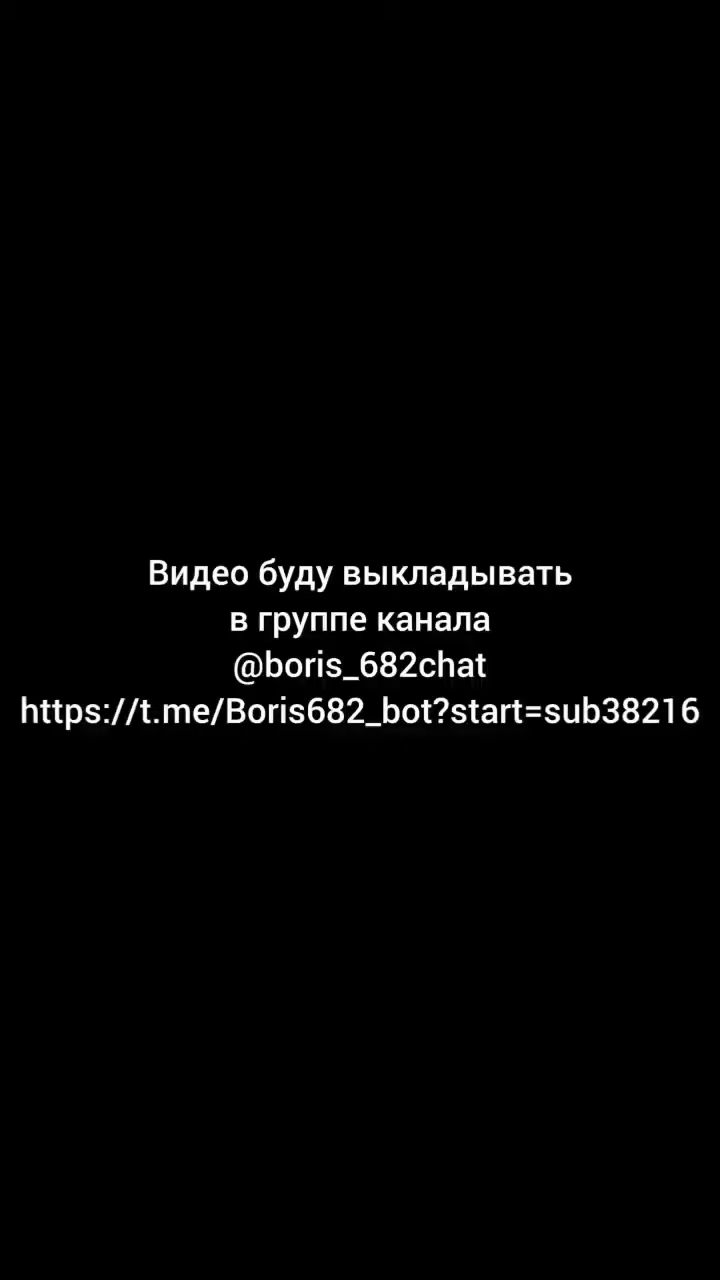 Видео буду выкладывать
в группе канала
@boris_682chat
https://t.me/Boris682_bot?start=sub38216